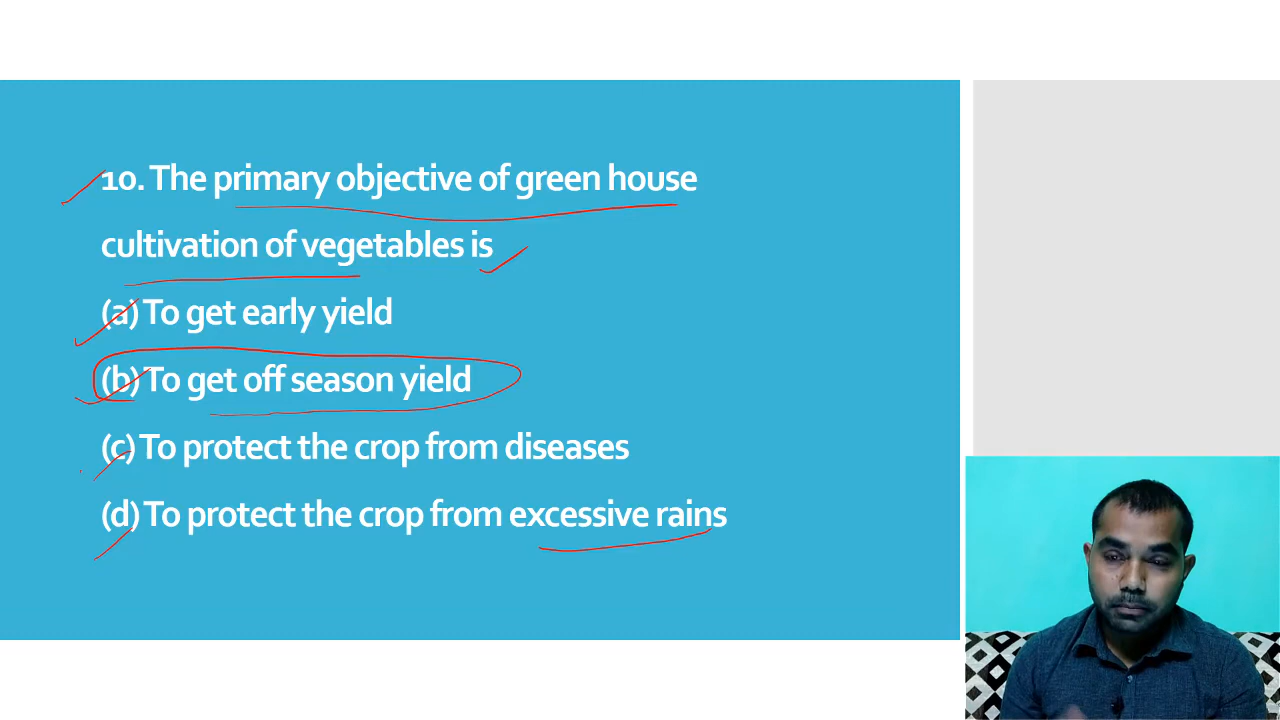 10. The primary objective of green house
cultivation of vegetables is
(a) To get early yield
(b) To get off season yield
(c) To protect the crop from diseases
(d) To protect the crop from excessive rains